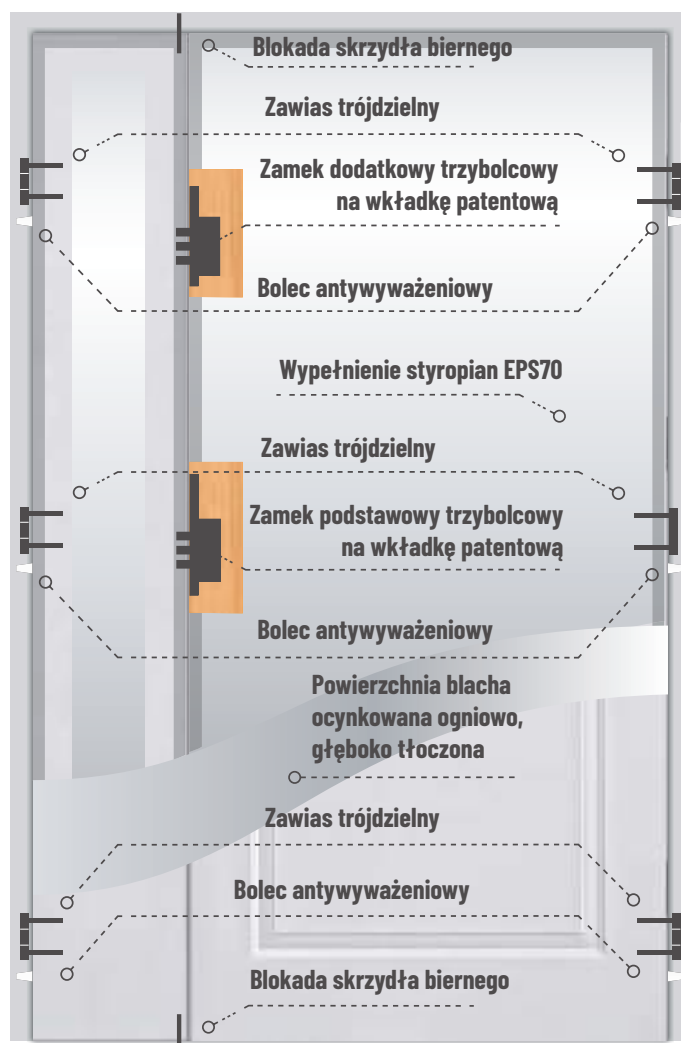 Blokada skrzydła biernego
Zawias trójdzielny
Zamek dodatkowy trzybolcowy
na wkładkę patentową
Bolec antywyważeniowy
Wypełnienie styropian EPS70
Zawias trójdzielny
Zamek podstawowy trzybolcowy
na wkładkę patentową
Bolec antywyważeniowy
Powierzchnia blacha
ocynkowana ogniowo,
głęboko tłoczona
Zawias trójdzielny
Bolec antywyważeniowy
Blokada skrzydła biernego